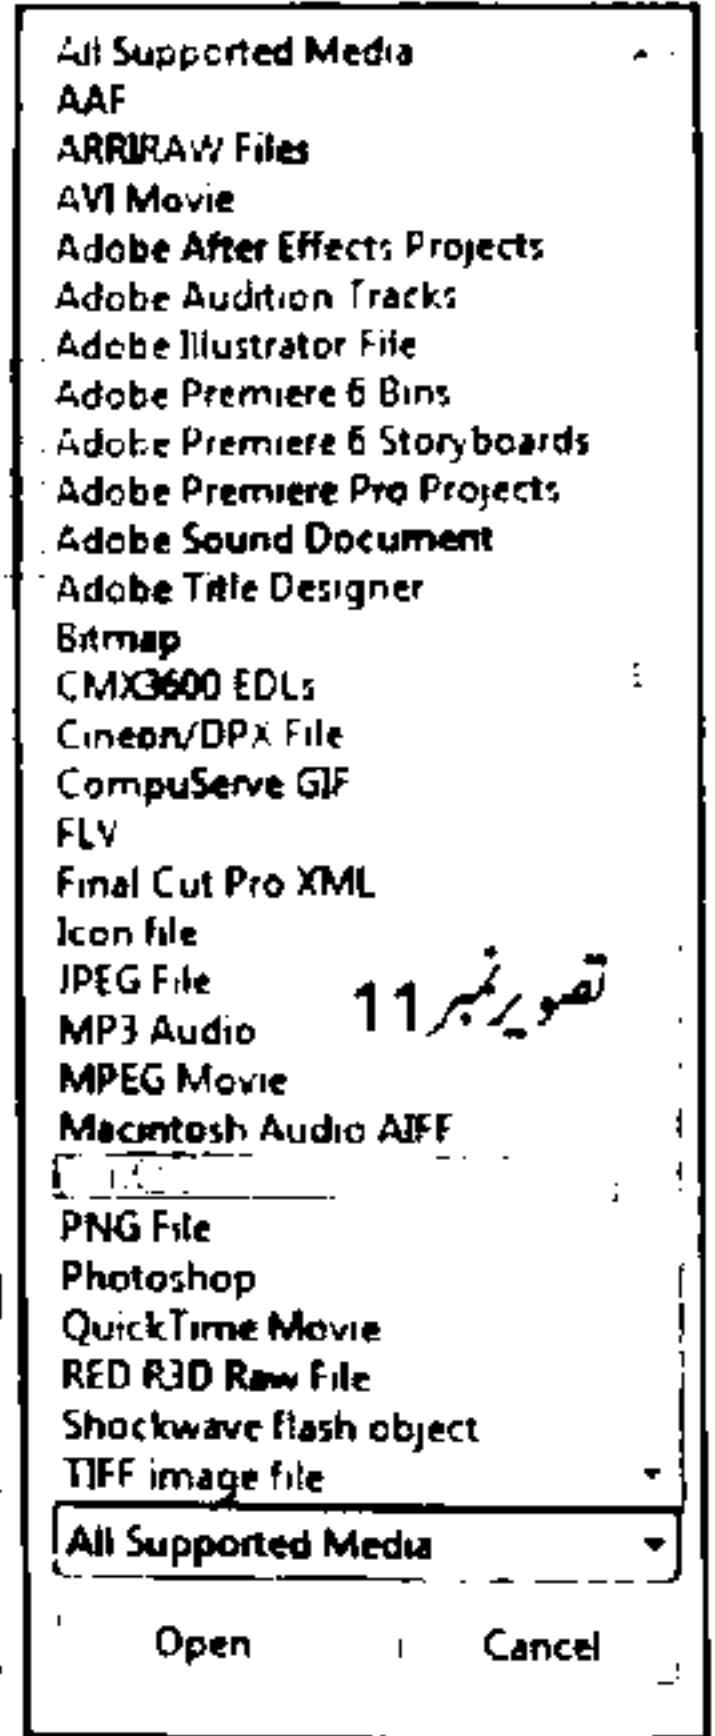 All Supported Media
AAF
ARRIRAW Files
AVI Movie
Adobe After Effects Projects
Adobe Audition Tracks
Adobe Illustrator File
Adobe Premiere 6 Bins
Adobe Premiere 6 Storyboards
Adobe Premiere Pro Projects
Adobe Sound Document
Adobe Title Designer
Bitmap
CMX3600 EDLs
Cineon/DPX File
CompuServe GIF
FLV
Final Cut Pro XML
Icon file
JPEG File
تصویر نمبر 11
MP3 Audio
MPEG Movie
Macintosh Audio AIFF
PNG File
Photoshop
QuickTime Movie
RED R3D Raw File
Shockwave flash object
TIFF image file
All Supported Media
Open Cancel